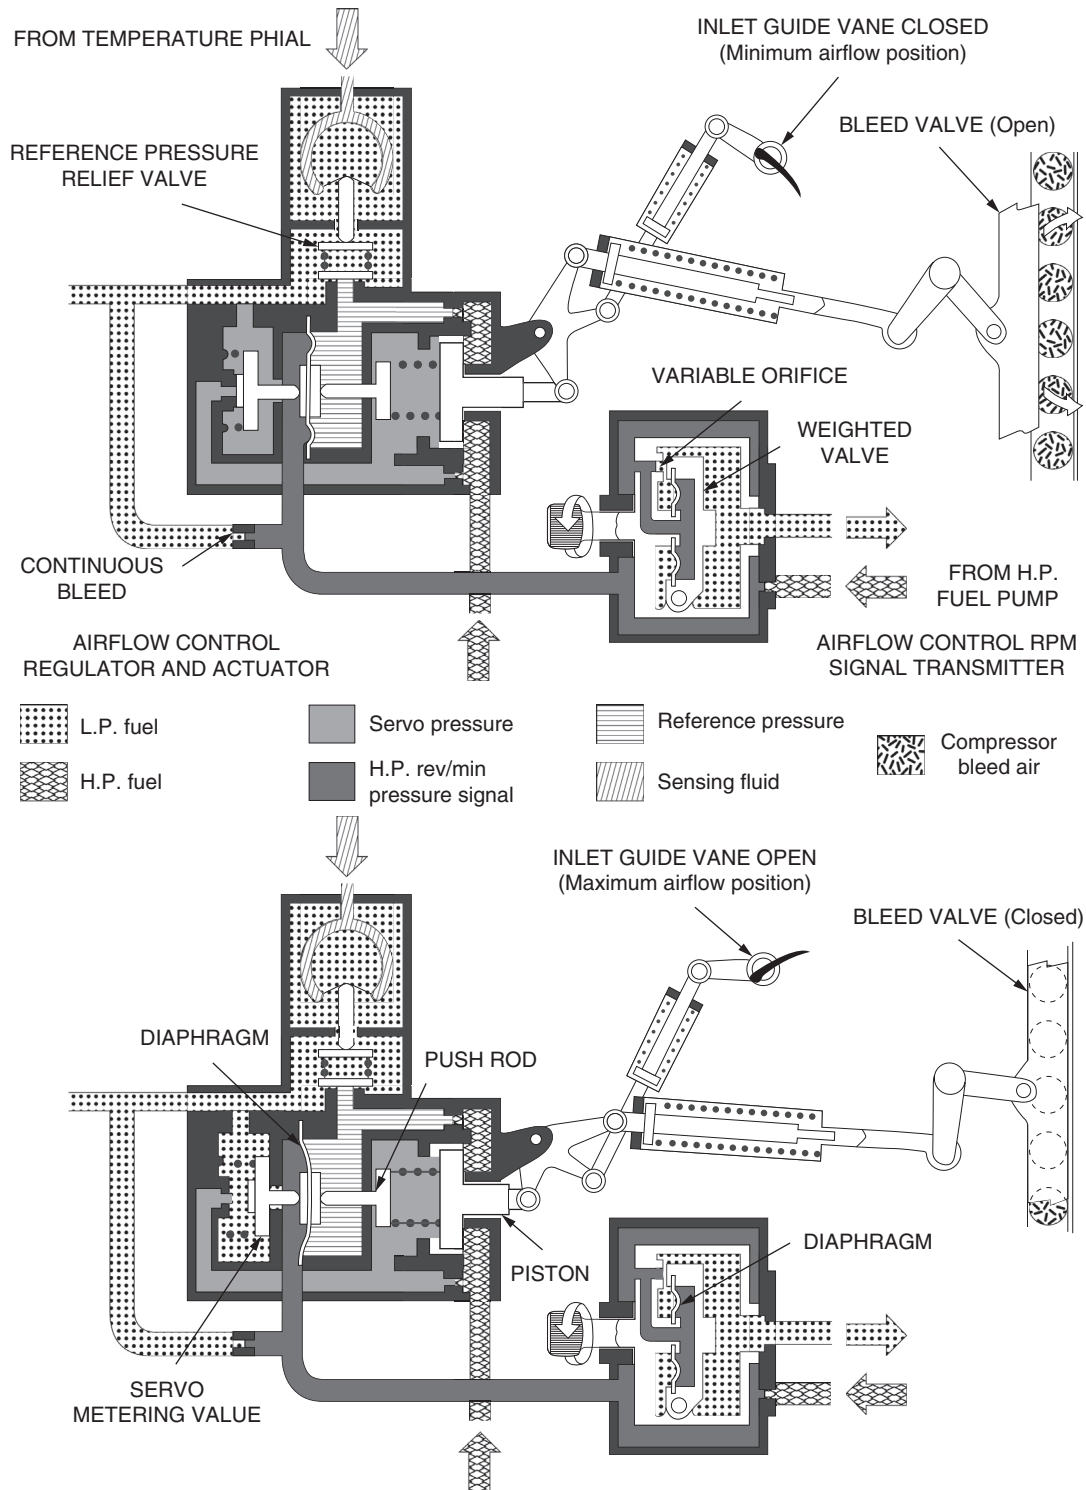 FROM TEMPERATURE PHIAL
INLET GUIDE VANE CLOSED
(Minimum airflow position)
BLEED VALVE (Open)
REFERENCE PRESSURE
RELIEF VALVE
VARIABLE ORIFICE
WEIGHTED
VALVE
CONTINUOUS
BLEED
FROM H.P.
FUEL PUMP
AIRFLOW CONTROL
REGULATOR AND ACTUATOR
AIRFLOW CONTROL RPM
SIGNAL TRANSMITTER
L.P. fuel
Servo pressure
Reference pressure
Compressor
bleed air
H.P. fuel
H.P. rev/min
pressure signal
Sensing fluid
INLET GUIDE VANE OPEN
(Maximum airflow position)
BLEED VALVE (Closed)
DIAPHRAGM
PUSH ROD
DIAPHRAGM
PISTON
SERVO
METERING VALUE